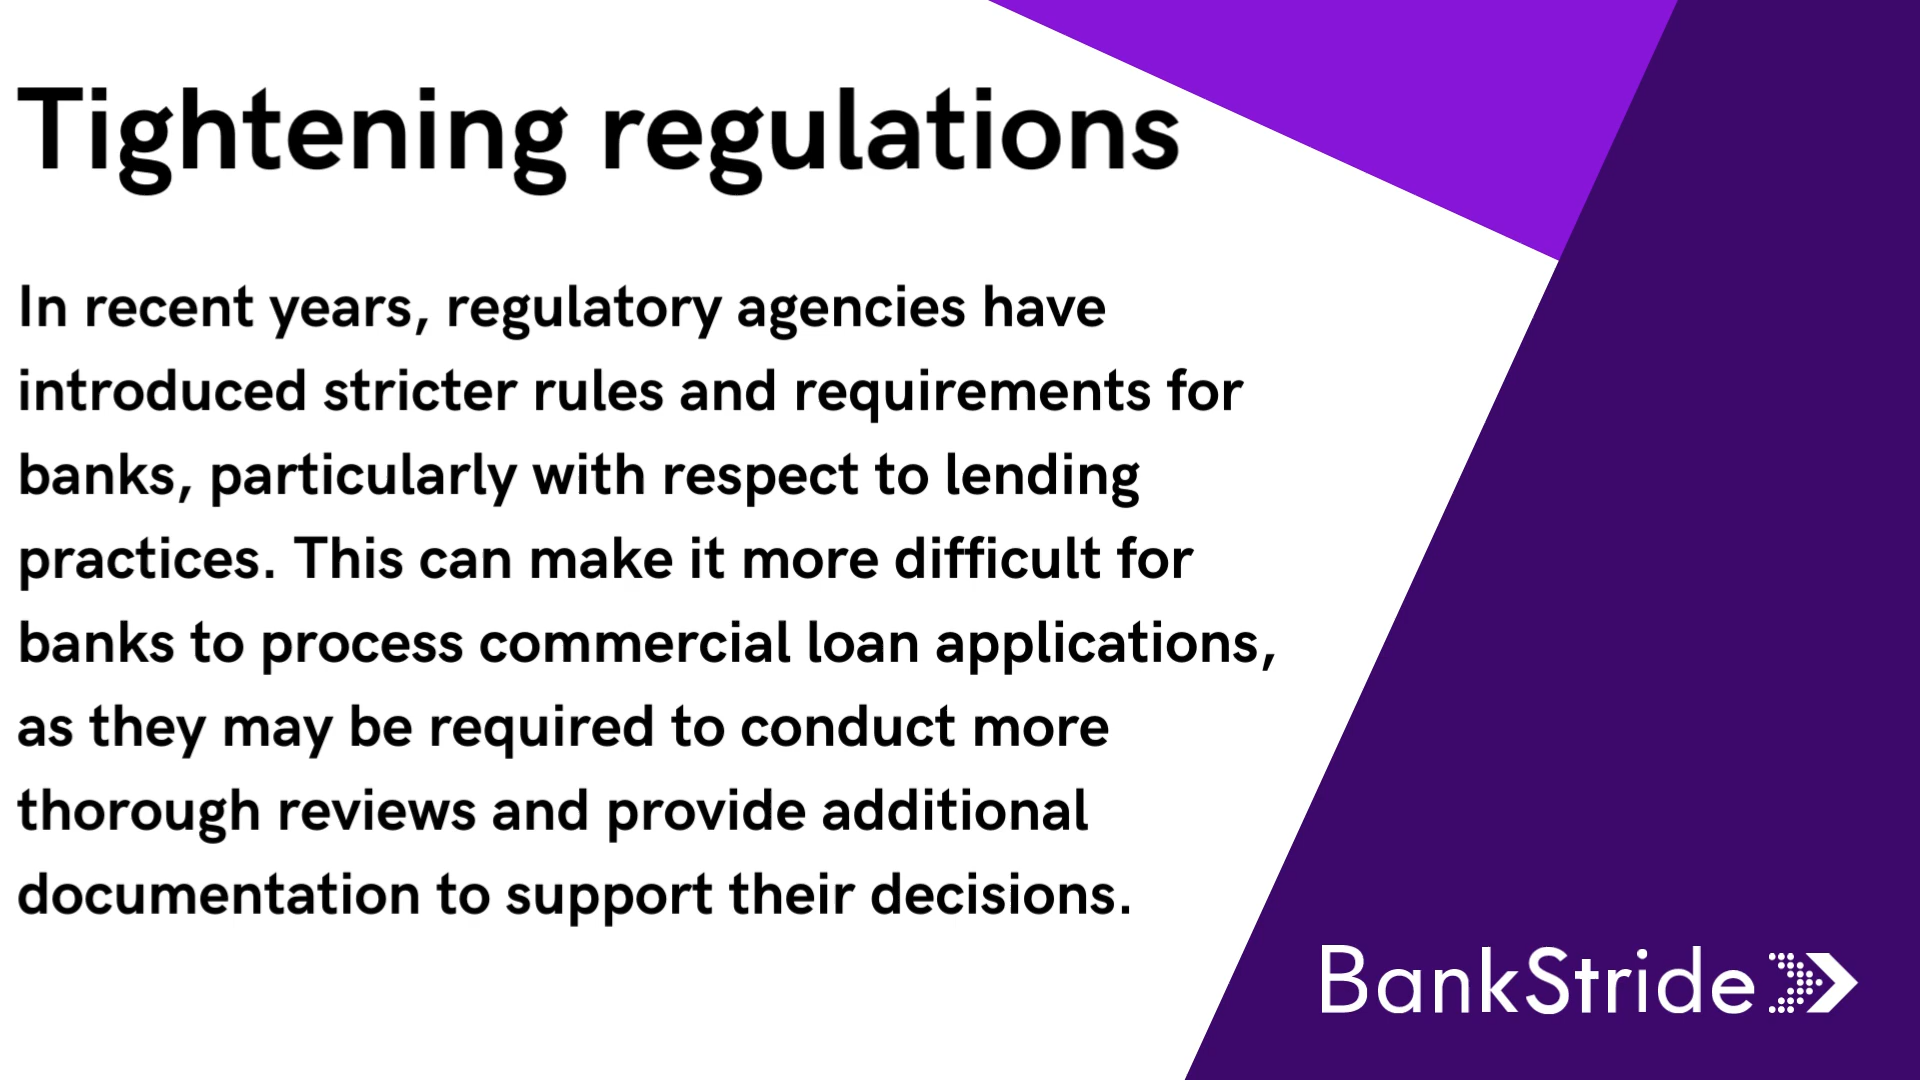 Tightening regulations
In recent years, regulatory agencies have
introduced stricter rules and requirements for
banks, particularly with respect to lending
practices. This can make it more difficult for
banks to process commercial loan applications,
as they may be required to conduct more
thorough reviews and provide additional
documentation to support their decisions.
BankStride